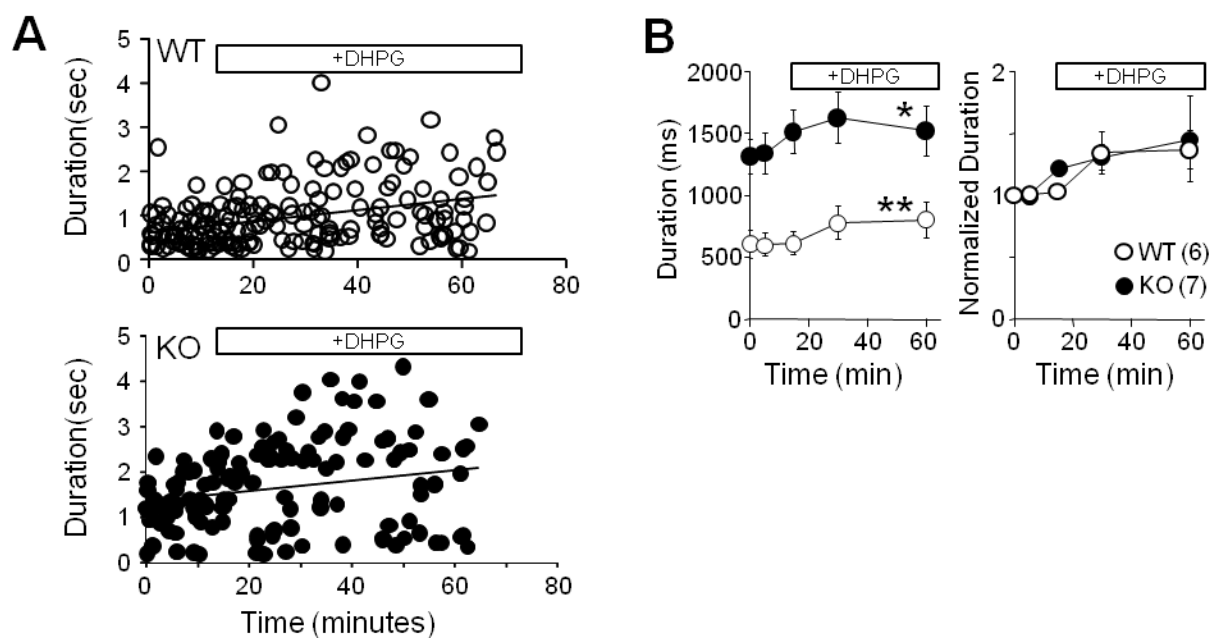 A
WT
+DHPG
Duration(sec)
5
4
3
2
1
0
0 20 40 60 80
KO
+DHPG
Duration(sec)
5
4
3
2
1
0
0 20 40 60 80
Time (minutes)
B
+DHPG
Duration (ms)
2000
1500
1000
500
0
*
**
0 20 40 60
Time (min)
+DHPG
Normalized Duration
2
1
0
WT (6)
KO (7)
0 20 40 60
Time (min)